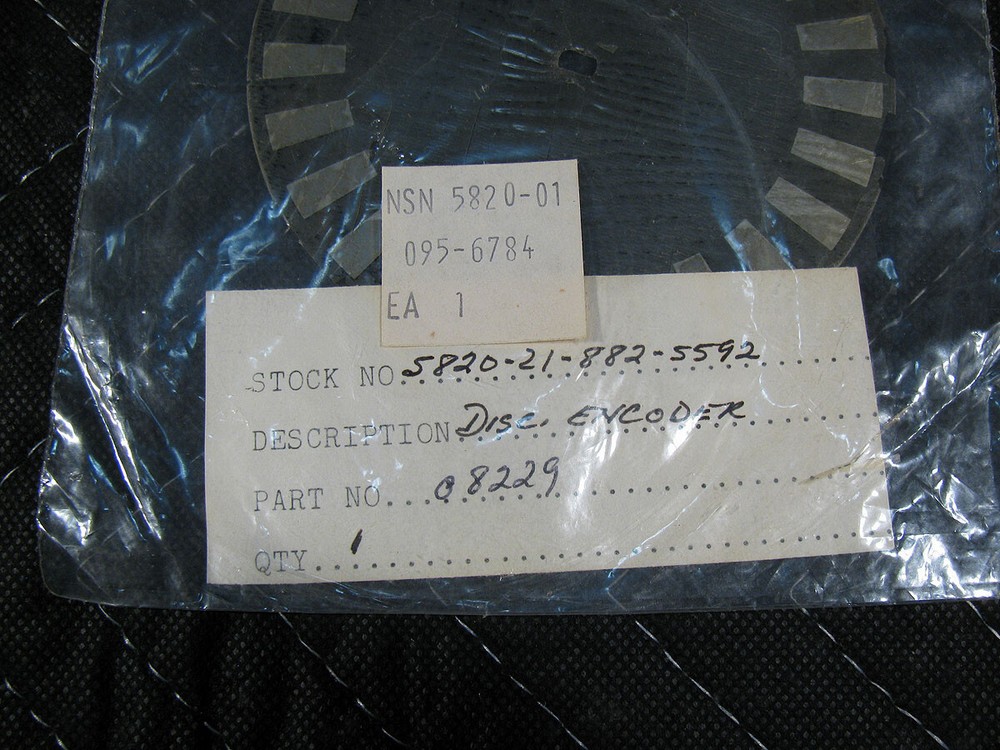 NSN 5820-01
095-6784
EA 1
STOCK NO. 5820-21-882-5592
DESCRIPTION DISC. ENCODER
PART NO. C8229
QTY. 1